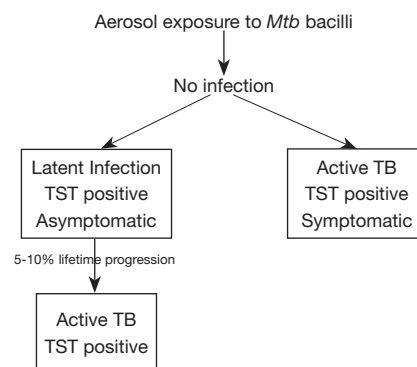 Aerosol exposure to Mtb bacilli
No infection
Latent Infection
TST positive
Asymptomatic
Active TB
TST positive
Symptomatic
5-10% lifetime progression
Active TB
TST positive